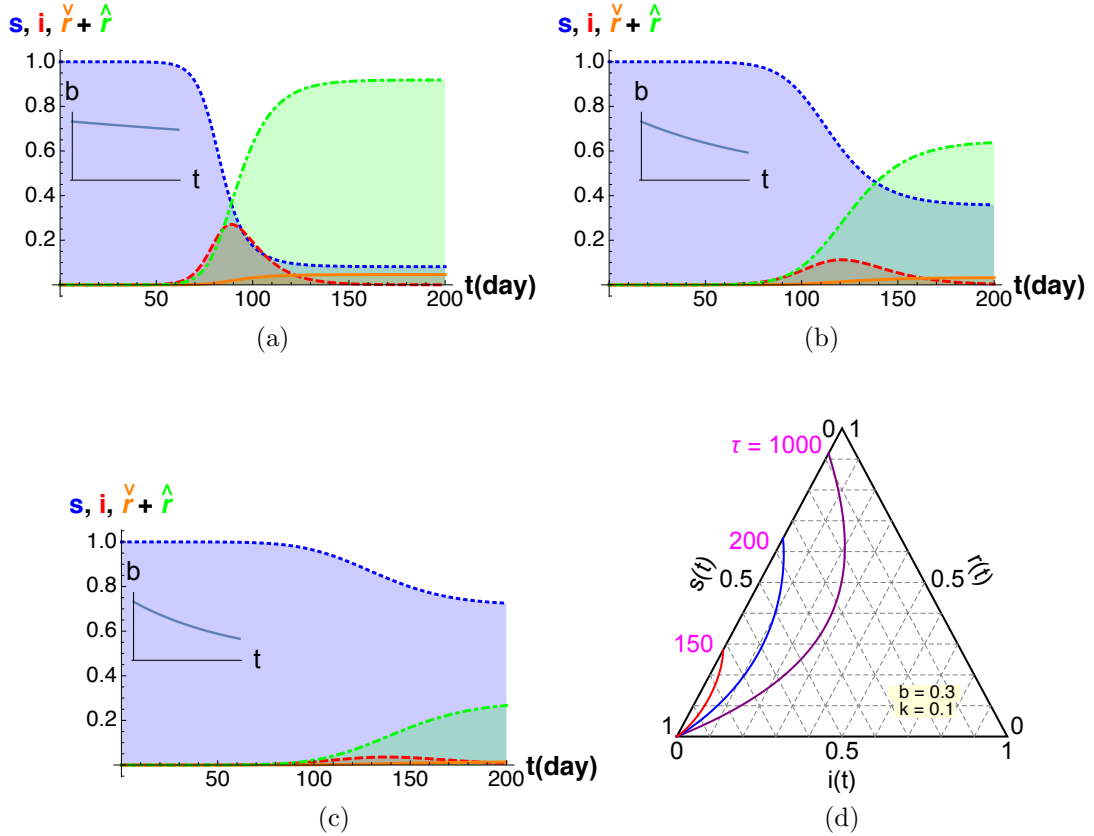 s, i, ř + r̂
1.0
0.8
0.6
0.4
0.2
b
t
50
100
150
200
t(day)
(a)
s, i, ř + r̂
1.0
0.8
0.6
0.4
0.2
b
t
50
100
150
200
t(day)
(b)
s, i, ř + r̂
1.0
0.8
0.6
0.4
0.2
b
t
50
100
150
200
t(day)
(c)
τ = 1000
0 1
200
s(t)
0.5
0.5
r(t)
150
b = 0.3
k = 0.1
1
0
0
0.5
1
i(t)
(d)